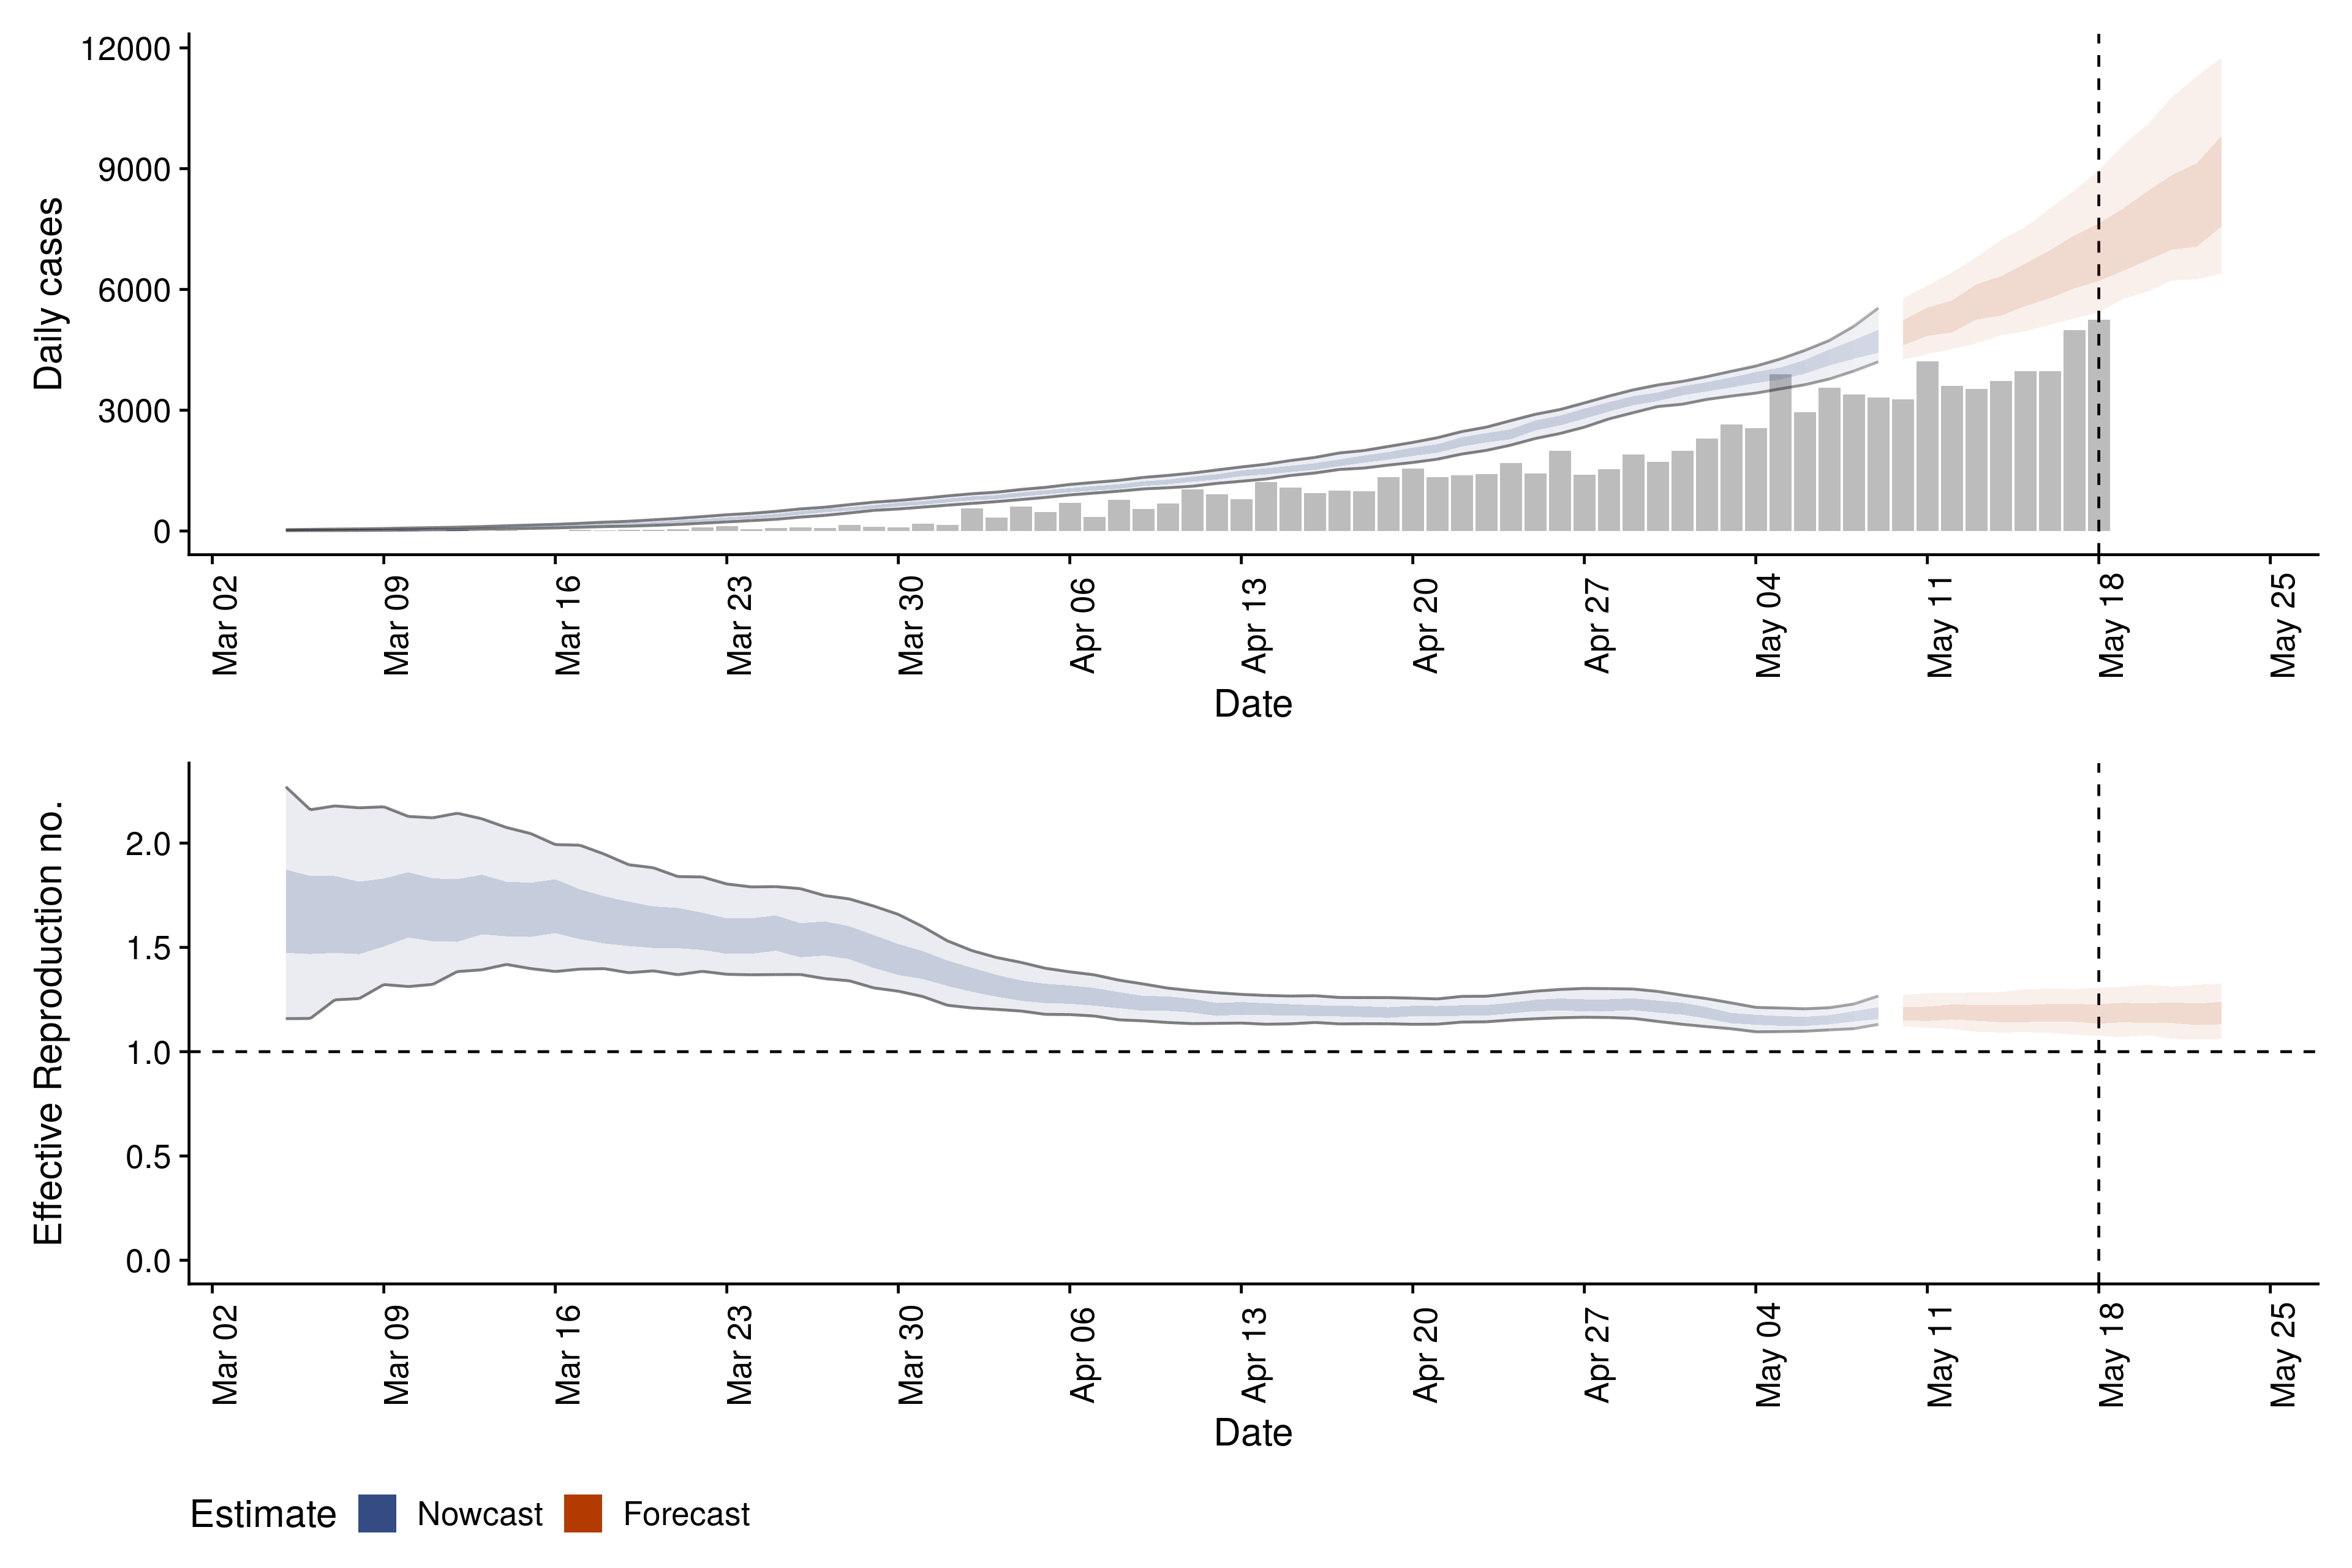 Daily cases
12000
9000
6000
3000
0
Mar 02
Mar 09
Mar 16
Mar 23
Mar 30
Apr 06
Apr 13
Apr 20
Apr 27
May 04
May 11
May 18
May 25
Date
Effective Reproduction no.
2.0
1.5
1.0
0.5
0.0
Mar 02
Mar 09
Mar 16
Mar 23
Mar 30
Apr 06
Apr 13
Apr 20
Apr 27
May 04
May 11
May 18
May 25
Date
Estimate Nowcast Forecast